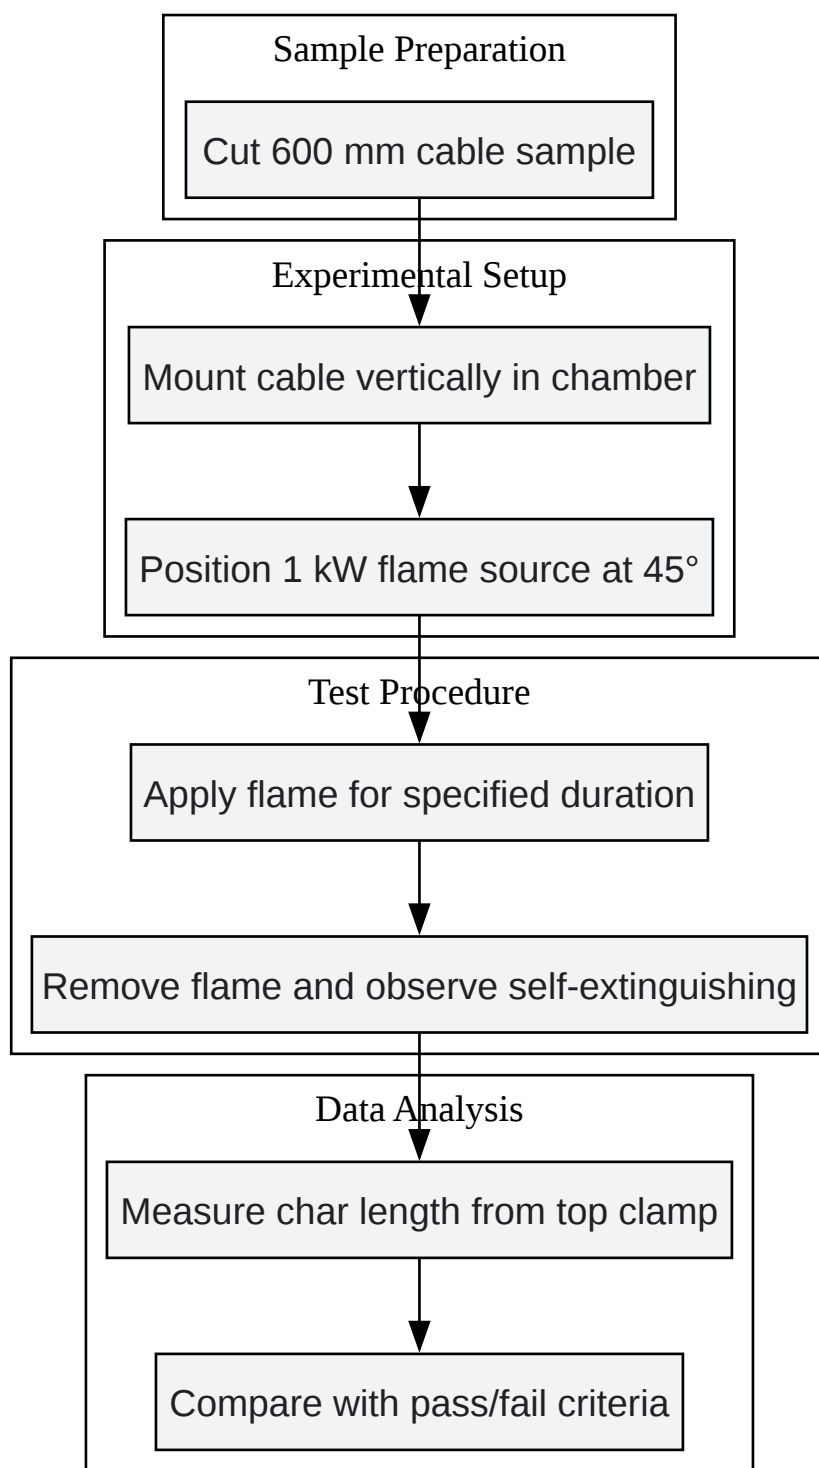 Sample Preparation
Cut 600 mm cable sample
Experimental Setup
Mount cable vertically in chamber
Position 1 kW flame source at 45°
Test Procedure
Apply flame for specified duration
Remove flame and observe self-extinguishing
Data Analysis
Measure char length from top clamp
Compare with pass/fail criteria